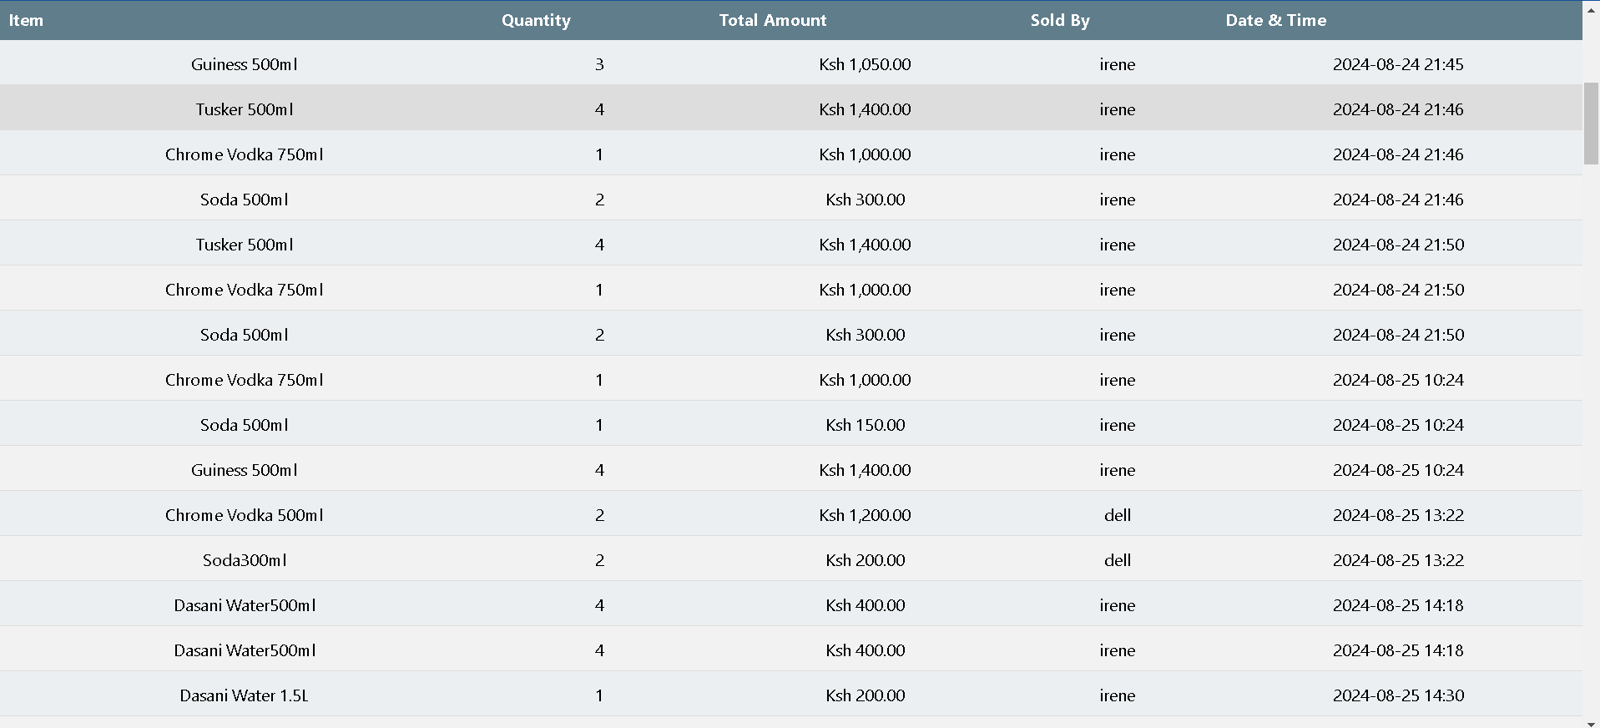 Item Quantity Total Amount Sold By Date & Time
Guiness 500ml 3 Ksh 1,050.00 irene 2024-08-24 21:45
Tusker 500ml 4 Ksh 1,400.00 irene 2024-08-24 21:46
Chrome Vodka 750ml 1 Ksh 1,000.00 irene 2024-08-24 21:46
Soda 500ml 2 Ksh 300.00 irene 2024-08-24 21:46
Tusker 500ml 4 Ksh 1,400.00 irene 2024-08-24 21:50
Chrome Vodka 750ml 1 Ksh 1,000.00 irene 2024-08-24 21:50
Soda 500ml 2 Ksh 300.00 irene 2024-08-24 21:50
Chrome Vodka 750ml 1 Ksh 1,000.00 irene 2024-08-25 10:24
Soda 500ml 1 Ksh 150.00 irene 2024-08-25 10:24
Guiness 500ml 4 Ksh 1,400.00 irene 2024-08-25 10:24
Chrome Vodka 500ml 2 Ksh 1,200.00 dell 2024-08-25 13:22
Soda300ml 2 Ksh 200.00 dell 2024-08-25 13:22
Dasani Water500ml 4 Ksh 400.00 irene 2024-08-25 14:18
Dasani Water500ml 4 Ksh 400.00 irene 2024-08-25 14:18
Dasani Water 1.5L 1 Ksh 200.00 irene 2024-08-25 14:30